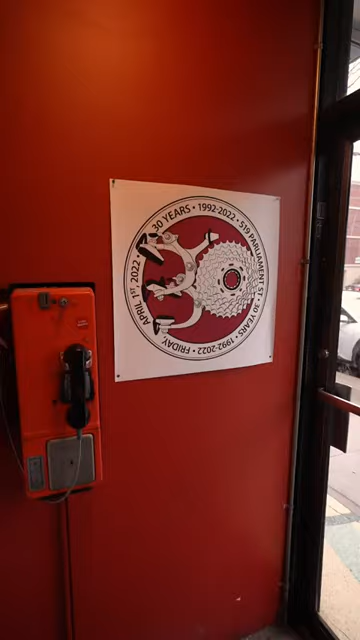 30 YEARS • 1992-2022 • 519 PARLIAMENT ST • 30 YEARS • 1992-2022 • FRIDAY, APRIL 1ST, 2022 •